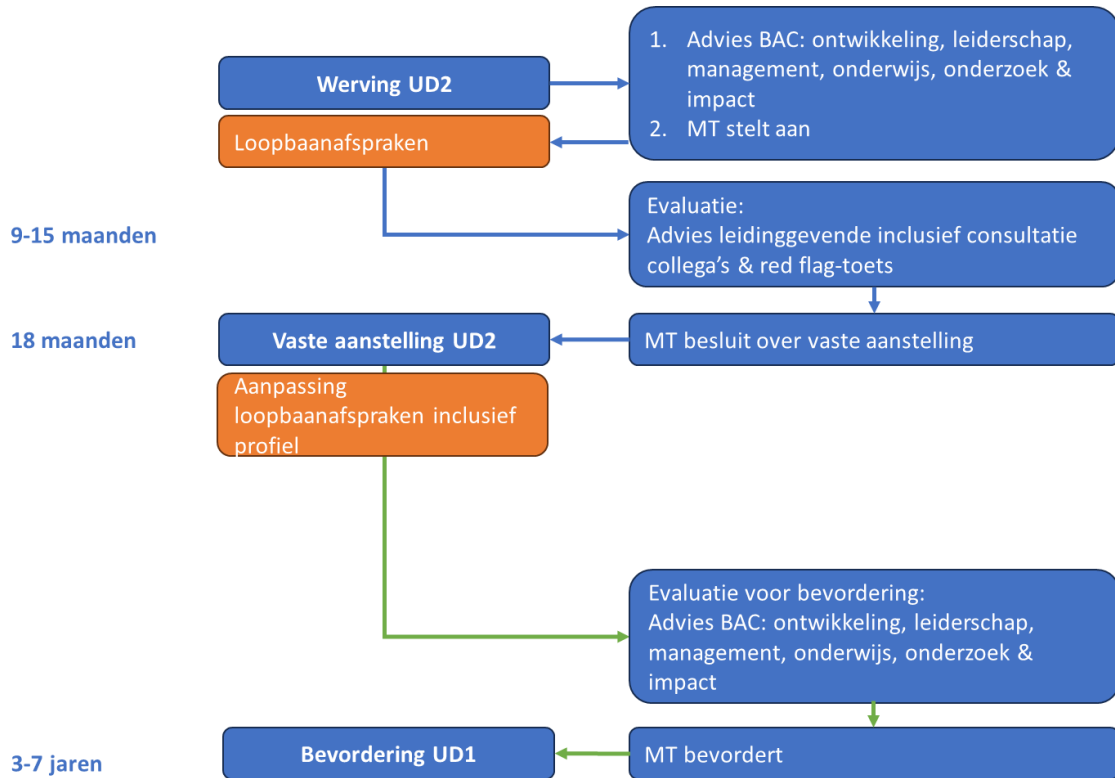 Werving UD2
1. Advies BAC: ontwikkeling, leiderschap,
management, onderwijs, onderzoek &
impact
2. MT stelt aan
Loopbaanafspraken
9-15 maanden
Evaluatie:
Advies leidinggevende inclusief consultatie
collega's & red flag-toets
18 maanden
Vaste aanstelling UD2
MT besluit over vaste aanstelling
Aanpassing
loopbaanafspraken inclusief
profiel
Evaluatie voor bevordering:
Advies BAC: ontwikkeling, leiderschap,
management, onderwijs, onderzoek &
impact
3-7 jaren
Bevordering UD1
MT bevordert